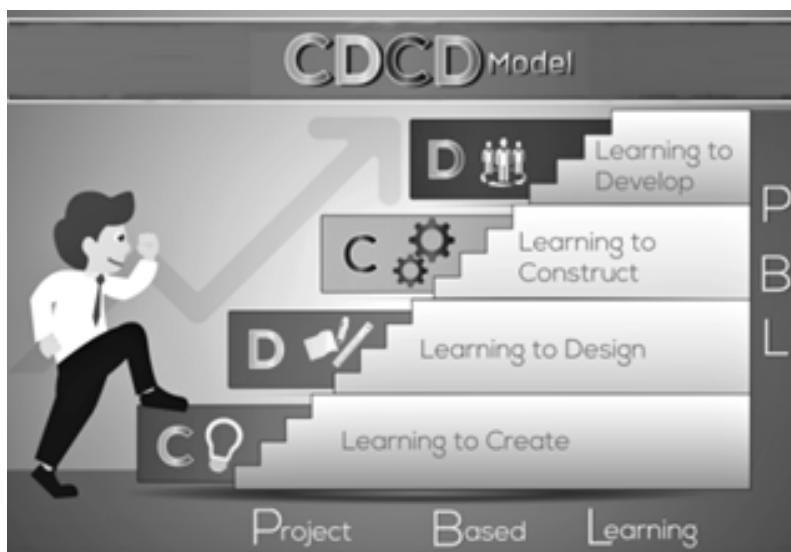 CDCD Model
D Learning to
Develop
C Learning to
Construct
D Learning to Design
C Learning to Create
P
B
L
Project Based Learning